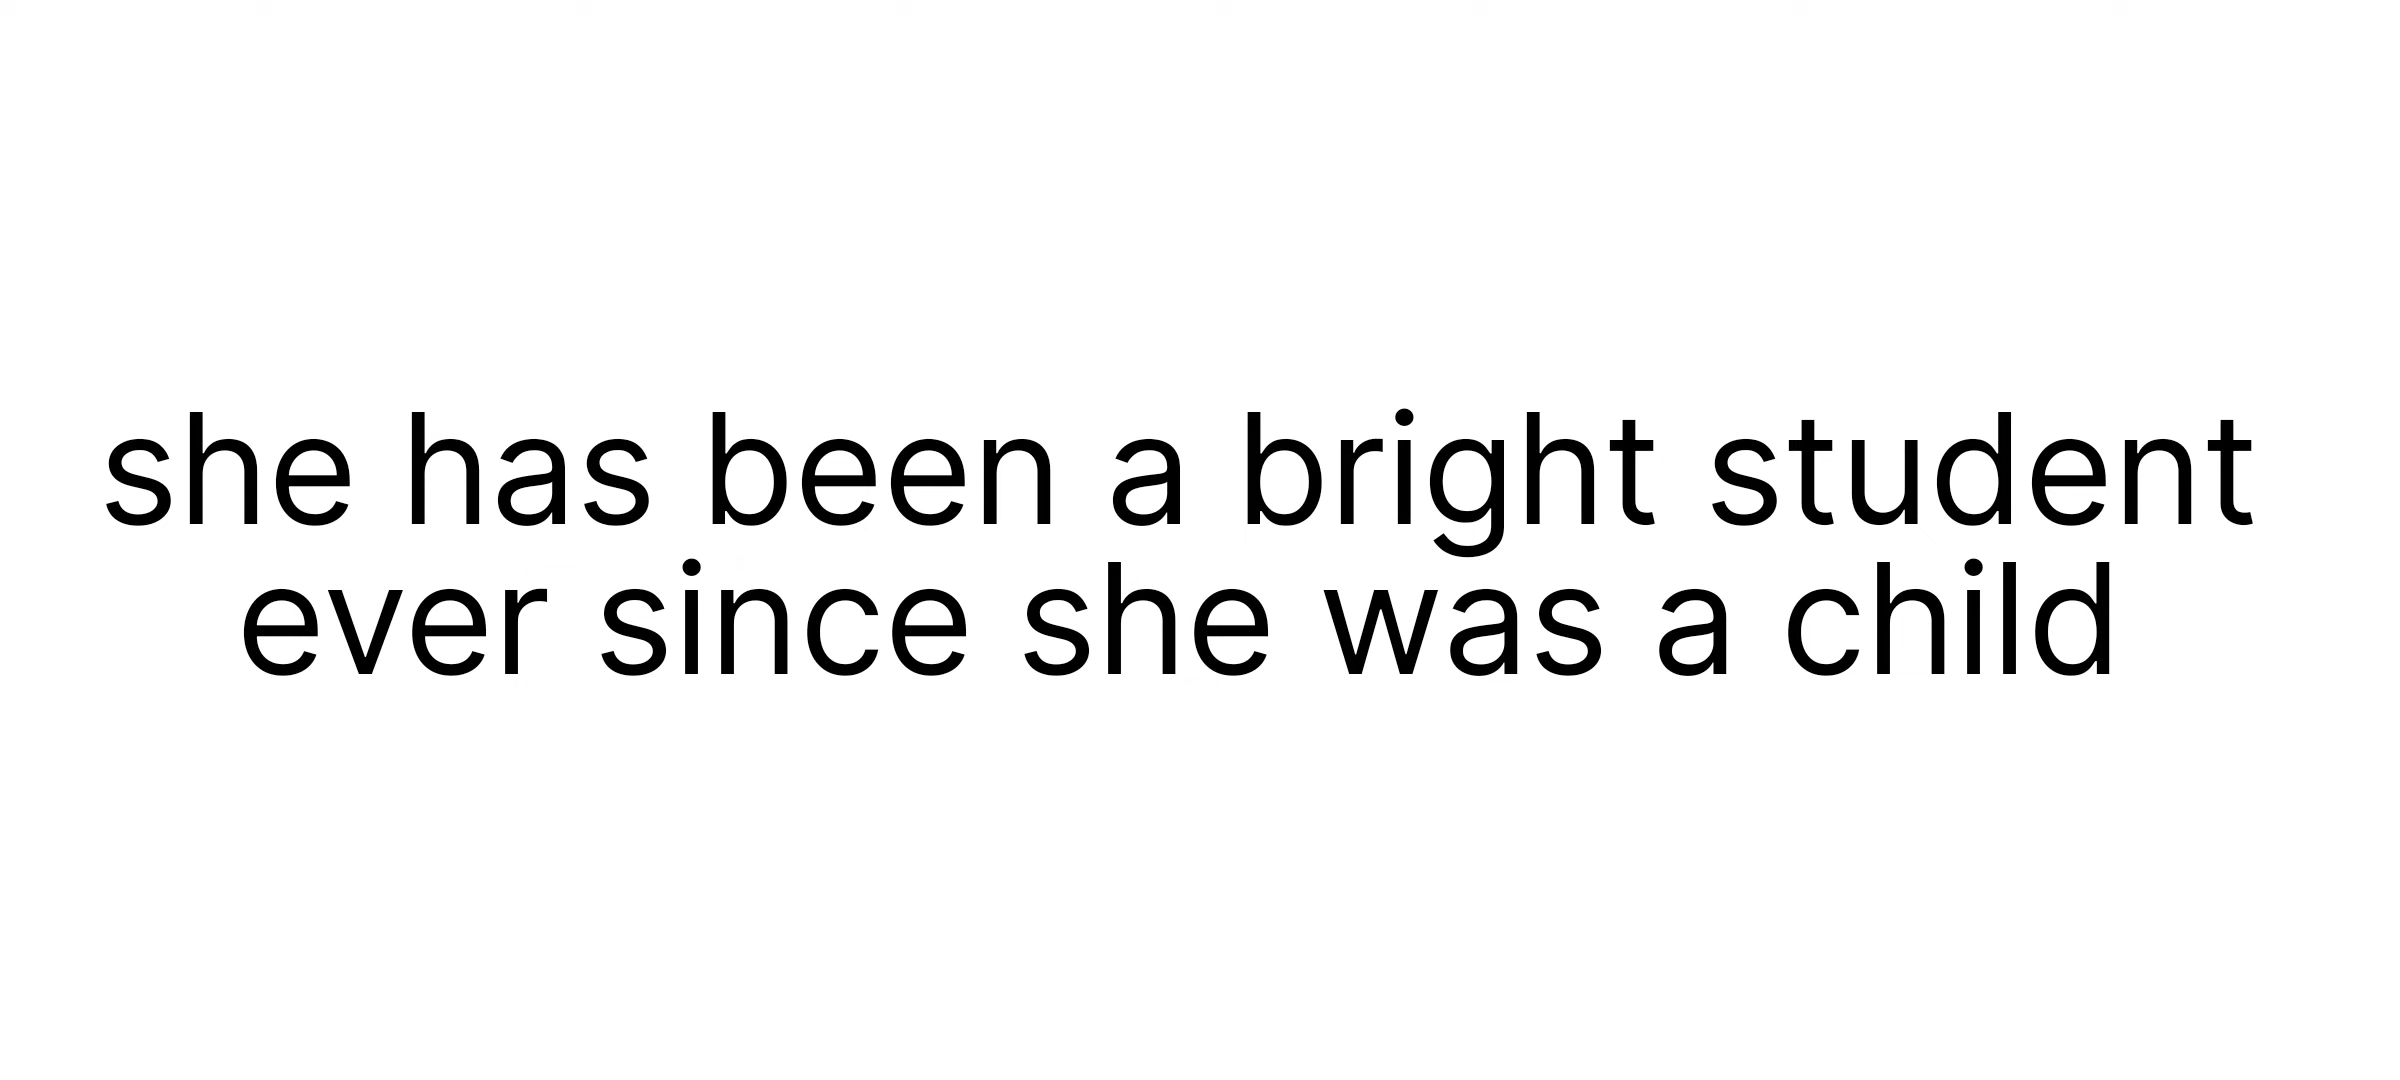 she has been a bright student
ever since she was a child